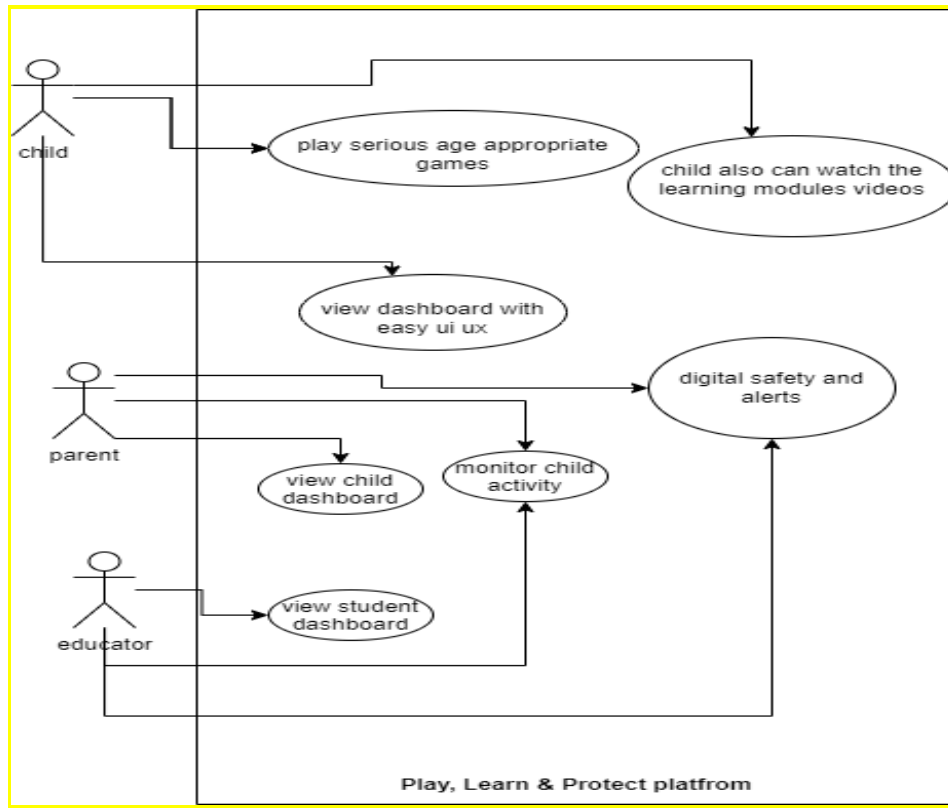 child
play serious age appropriate
games
child also can watch the
learning modules videos
view dashboard with
easy ui ux
parent
digital safety and
alerts
view child
dashboard
monitor child
activity
educator
view student
dashboard
Play, Learn & Protect platfrom